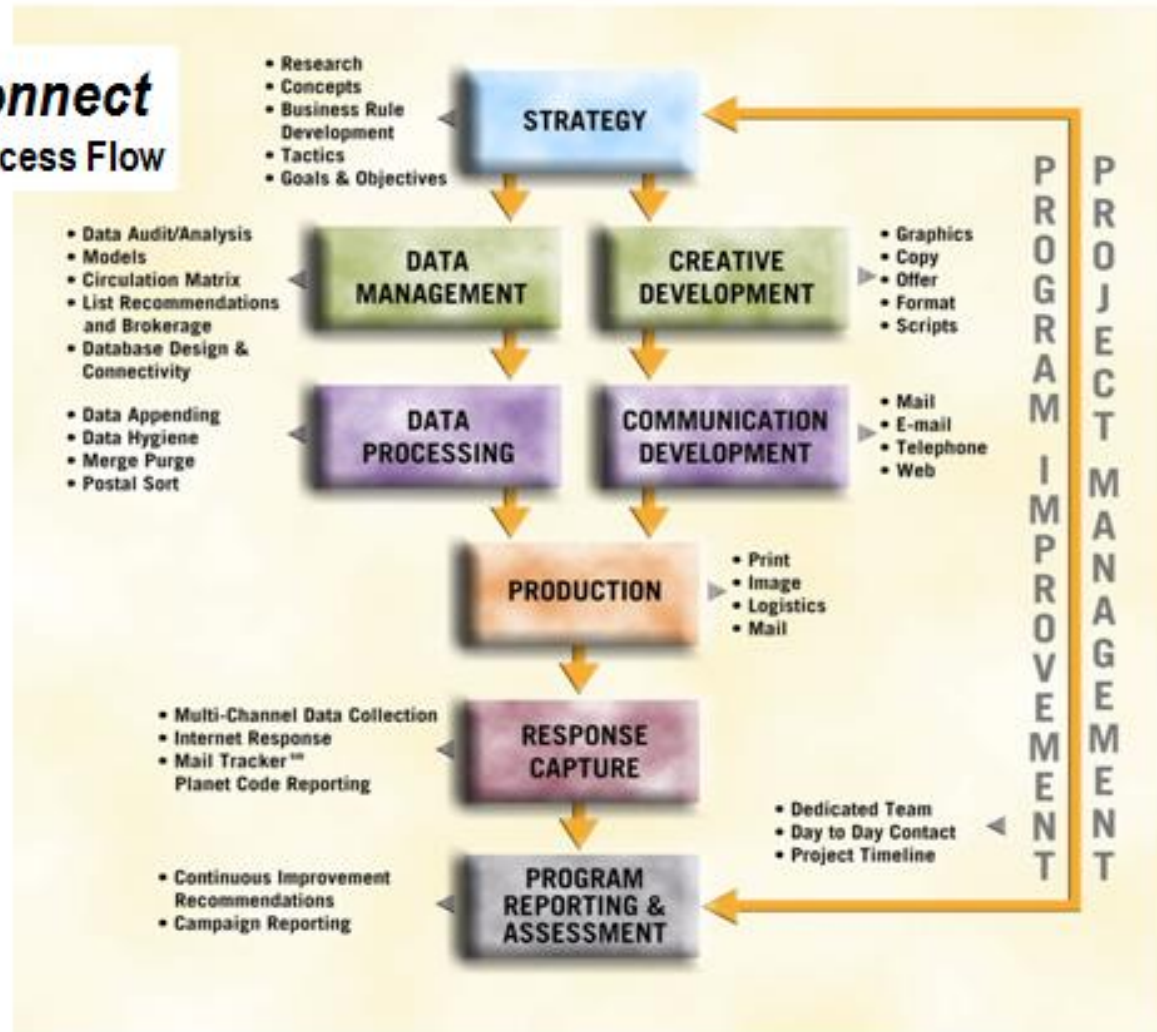 onnect
cess Flow
• Research
• Concepts
• Business Rule
Development
• Tactics
• Goals & Objectives
STRATEGY
• Data Audit/Analysis
• Models
• Circulation Matrix
• List Recommendations
and Brokerage
• Database Design &
Connectivity
DATA
MANAGEMENT
CREATIVE
DEVELOPMENT
• Graphics
• Copy
• Offer
• Format
• Scripts
• Data Appending
• Data Hygiene
• Merge Purge
• Postal Sort
DATA
PROCESSING
COMMUNICATION
DEVELOPMENT
• Mail
• E-mail
• Telephone
• Web
PRODUCTION
• Print
• Image
• Logistics
• Mail
• Multi-Channel Data Collection
• Internet Response
• Mail Tracker℠
Planet Code Reporting
RESPONSE
CAPTURE
• Dedicated Team
• Day to Day Contact
• Project Timeline
• Continuous Improvement
Recommendations
• Campaign Reporting
PROGRAM
REPORTING &
ASSESSMENT
PROGRAM IMPROVEMENT
PROJECT MANAGEMENT